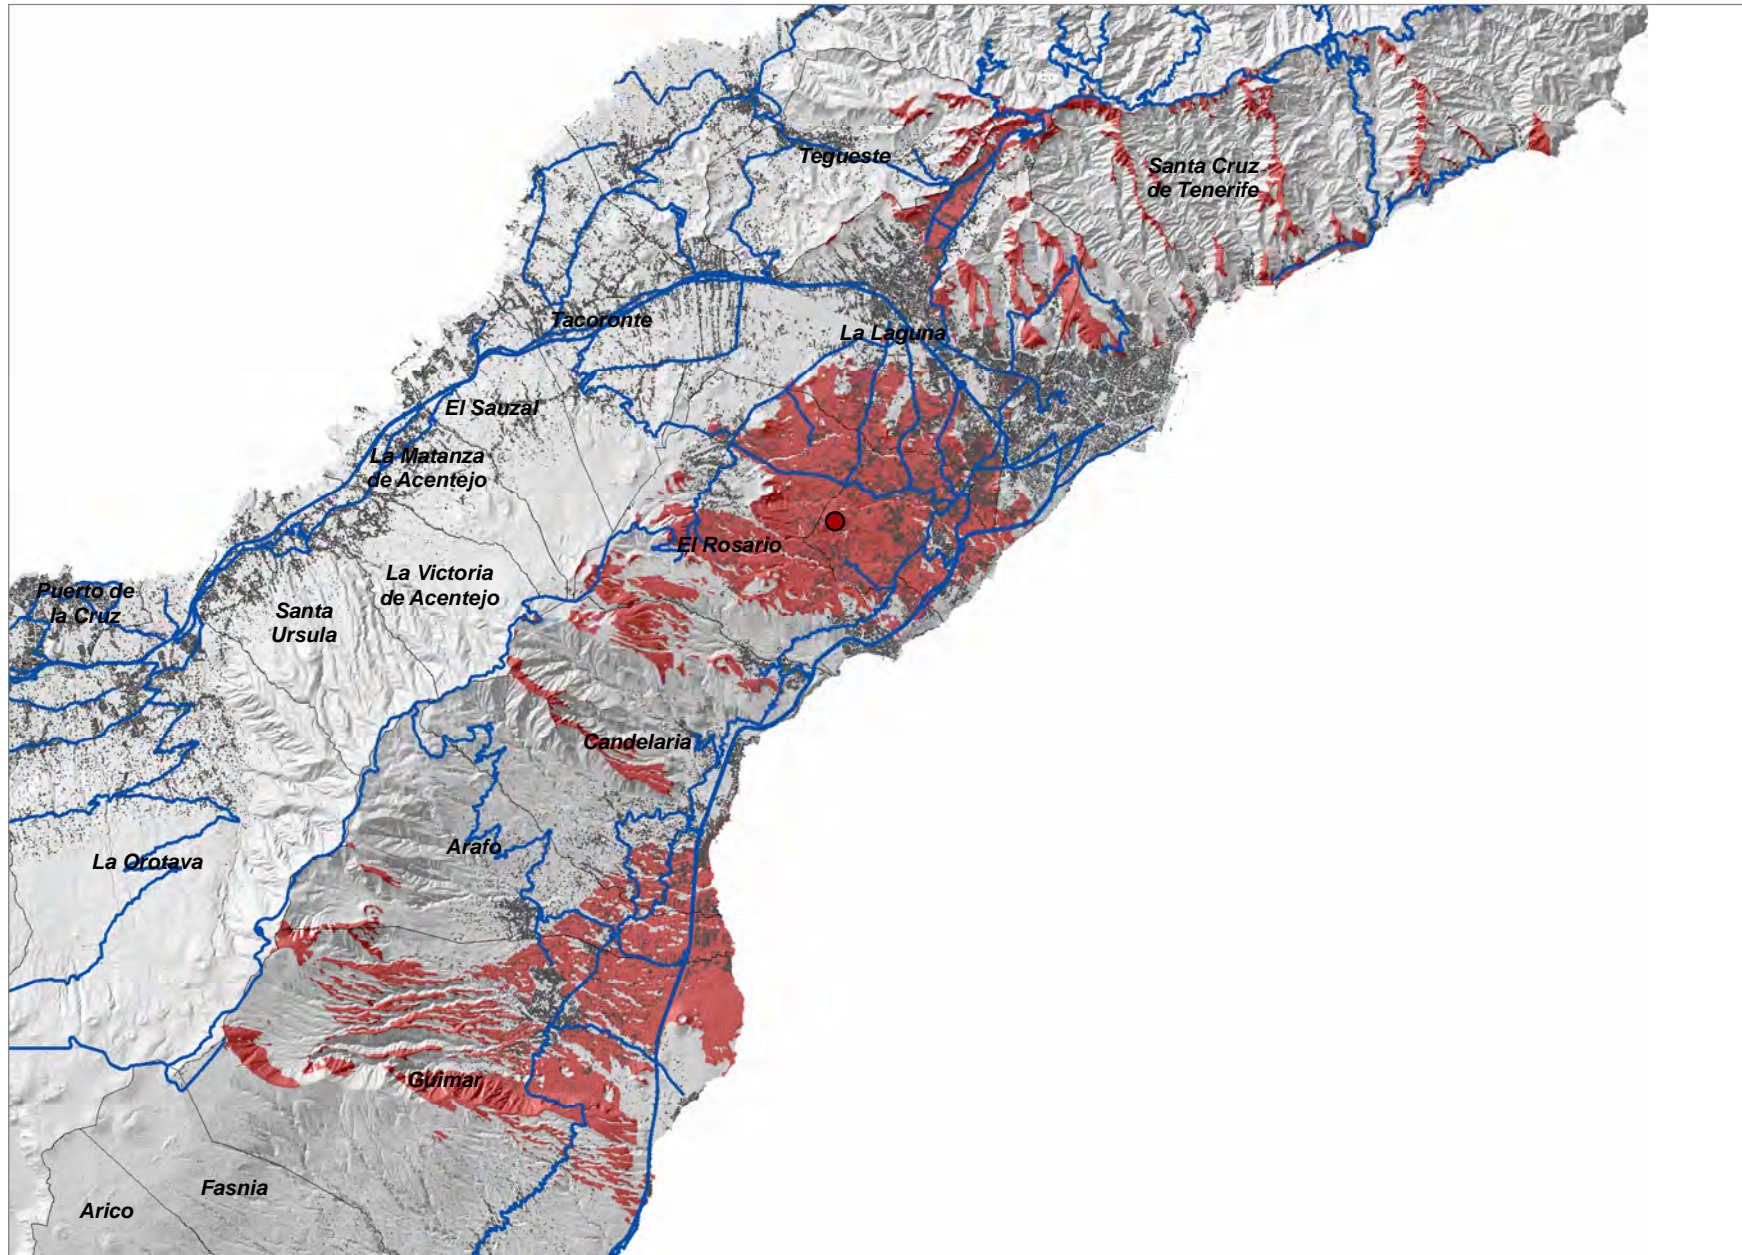 Tegueste
Santa Cruz
de Tenerife
Tacoronte
La Laguna
El Sauzal
La Matanza
de Acentejo
El Rosario
La Victoria
de Acentejo
Puerto de
la Cruz
Santa
Ursula
Candelaria
Arafo
La Orotava
Guimar
Fasnia
Arico